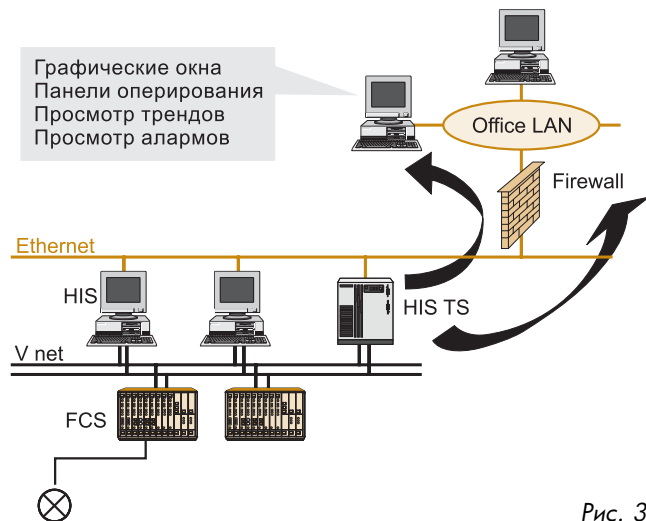 Графические окна
Панели оперирования
Просмотр трендов
Просмотр алармов
Office LAN
Firewall
Ethernet
HIS
HIS TS
V net
FCS
Рис. 3